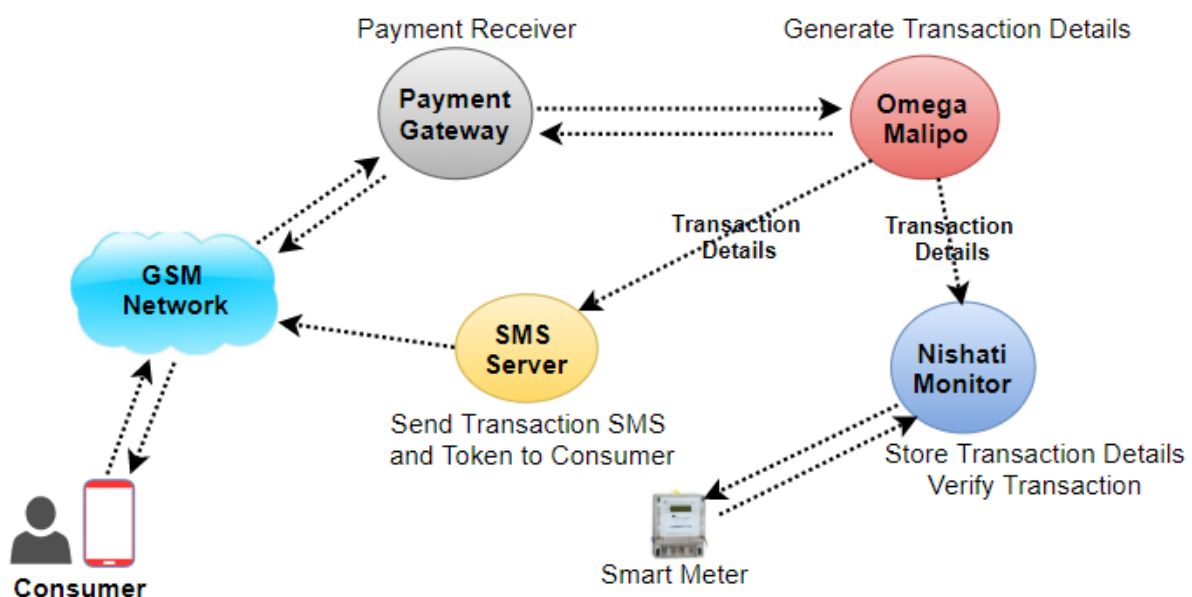 Payment Receiver
Generate Transaction Details
Payment
Gateway
Omega
Malipo
Transaction
Details
Transaction
Details
GSM
Network
SMS
Server
Nishati
Monitor
Send Transaction SMS
and Token to Consumer
Store Transaction Details
Verify Transaction
Smart Meter
Consumer